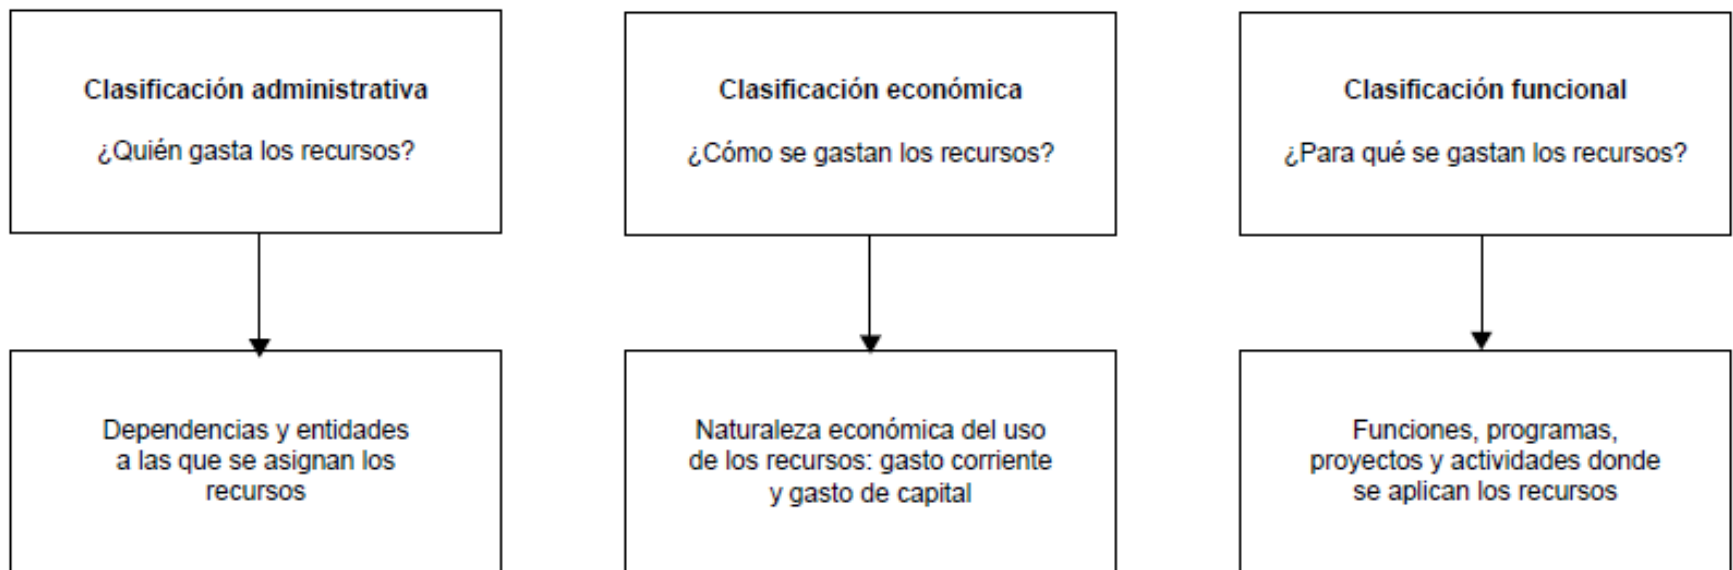 Clasificación administrativa
¿Quién gasta los recursos?
Dependencias y entidades
a las que se asignan los
recursos
Clasificación económica
¿Cómo se gastan los recursos?
Naturaleza económica del uso
de los recursos: gasto corriente
y gasto de capital
Clasificación funcional
¿Para qué se gastan los recursos?
Funciones, programas,
proyectos y actividades donde
se aplican los recursos